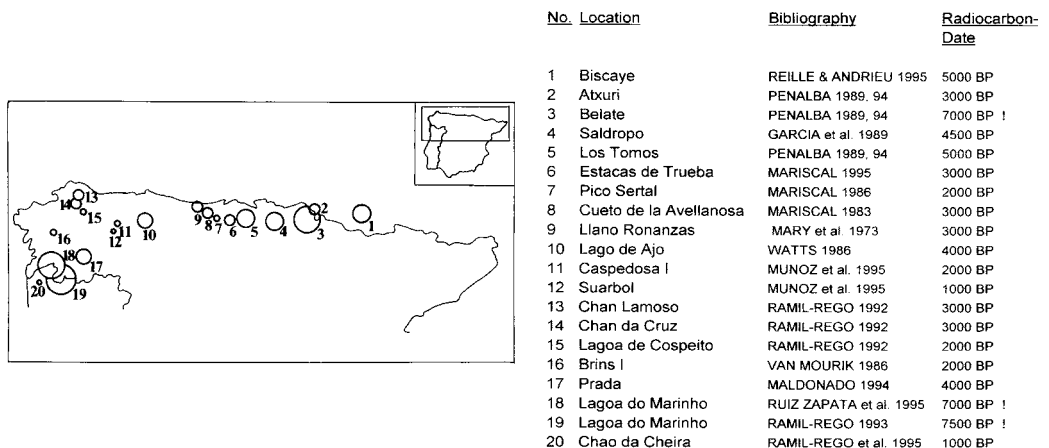 No. Location Bibliography Radiocarbon-
Date
1 Biscaye REILLE & ANDRIEU 1995 5000 BP
2 Atxuri PENALBA 1989, 94 3000 BP
3 Belate PENALBA 1989, 94 7000 BP !
4 Saldropo GARCIA et al. 1989 4500 BP
5 Los Tomos PENALBA 1989, 94 5000 BP
6 Estacas de Trueba MARISCAL 1995 3000 BP
7 Pico Sertal MARISCAL 1986 2000 BP
8 Cueto de la Avellanosa MARISCAL 1983 3000 BP
9 Llano Ronanzas MARY et al. 1973 3000 BP
10 Lago de Ajo WATTS 1986 4000 BP
11 Caspedosa I MUNOZ et al. 1995 2000 BP
12 Suarbol MUNOZ et al. 1995 1000 BP
13 Chan Lamoso RAMIL-REGO 1992 3000 BP
14 Chan da Cruz RAMIL-REGO 1992 3000 BP
15 Lagoa de Cospeito RAMIL-REGO 1992 2000 BP
16 Brins I VAN MOURIK 1986 2000 BP
17 Prada MALDONADO 1994 4000 BP
18 Lagoa do Marinho RUIZ ZAPATA et al. 1995 7000 BP !
19 Lagoa do Marinho RAMIL-REGO 1993 7500 BP !
20 Chao da Cheira RAMIL-REGO et al. 1995 1000 BP
13
14
15
16
18
17
20
19
11
12
10
9
8
7
6
5
4
3
2
1